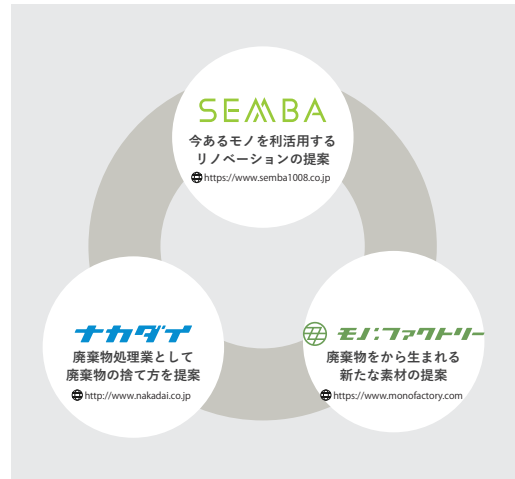 SEMBA
今あるモノを利活用する
リノベーションの提案
https://www.semba1008.co.jp
ナカダイ
廃棄物処理業として
廃棄物の捨て方を提案
http://www.nakadai.co.jp
モノ:ファクトリー
廃棄物をから生まれる
新たな素材の提案
https://www.monofactory.com